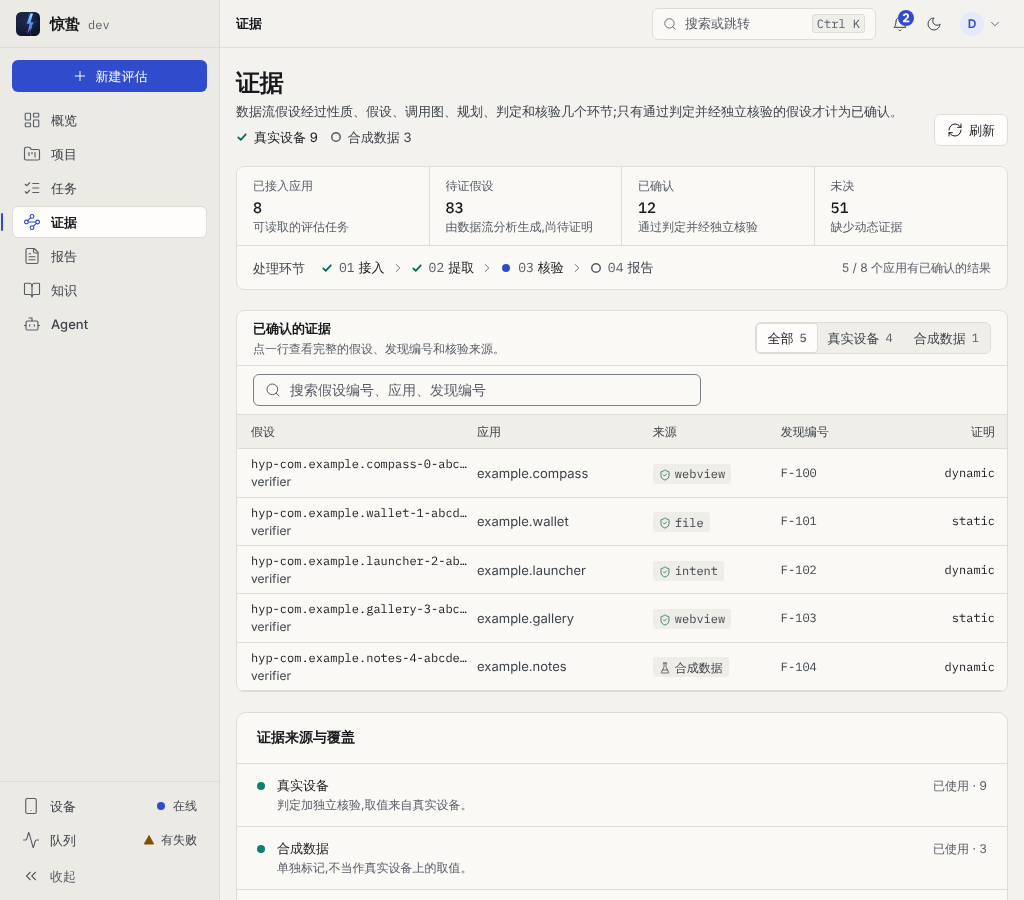 惊蛰 dev
证据
搜索或跳转 Ctrl K
2
D
新建评估
概览
项目
任务
证据
报告
知识
Agent
设备 在线
队列 有失败
收起
证据
数据流假设经过性质、假设、调用图、规划、判定和核验几个环节;只有通过判定并经独立核验的假设才计为已确认。
真实设备 9 合成数据 3
刷新
已接入应用
8
可读取的评估任务
待证假设
83
由数据流分析生成,尚待证明
已确认
12
通过判定并经独立核验
未决
51
缺少动态证据
处理环节 01 接入 02 提取 03 核验 04 报告 5 / 8 个应用有已确认的结果
已确认的证据
点一行查看完整的假设、发现编号和核验来源。
全部 5 真实设备 4 合成数据 1
搜索假设编号、应用、发现编号
假设 应用 来源 发现编号 证明
hyp-com.example.compass-0-abc…
verifier
example.compass webview F-100 dynamic
hyp-com.example.wallet-1-abcd…
verifier
example.wallet file F-101 static
hyp-com.example.launcher-2-ab…
verifier
example.launcher intent F-102 dynamic
hyp-com.example.gallery-3-abc…
verifier
example.gallery webview F-103 static
hyp-com.example.notes-4-abcde…
verifier
example.notes 合成数据 F-104 dynamic
证据来源与覆盖
真实设备 已使用 · 9
判定加独立核验,取值来自真实设备。
合成数据 已使用 · 3
单独标记,不当作真实设备上的取值。